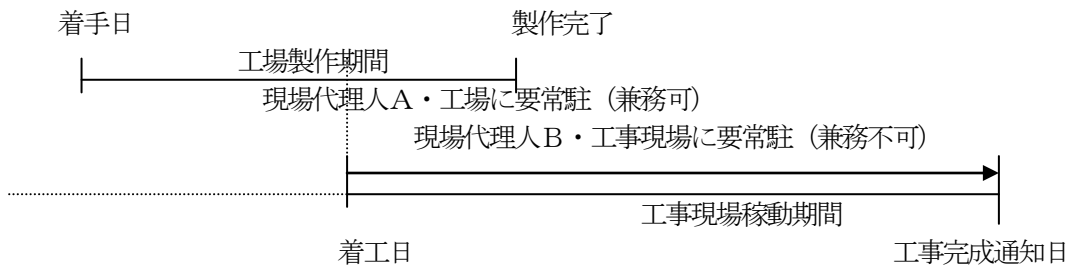 着手日 製作完了
工場製作期間
現場代理人A・工場に要常駐（兼務可）
現場代理人B・工事現場に要常駐（兼務不可）
工事現場稼動期間
着工日 工事完成通知日